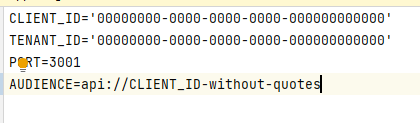 CLIENT_ID='00000000-0000-0000-0000-000000000000'
TENANT_ID='00000000-0000-0000-0000-000000000000'
PORT=3001
AUDIENCE=api://CLIENT_ID-without-quotes